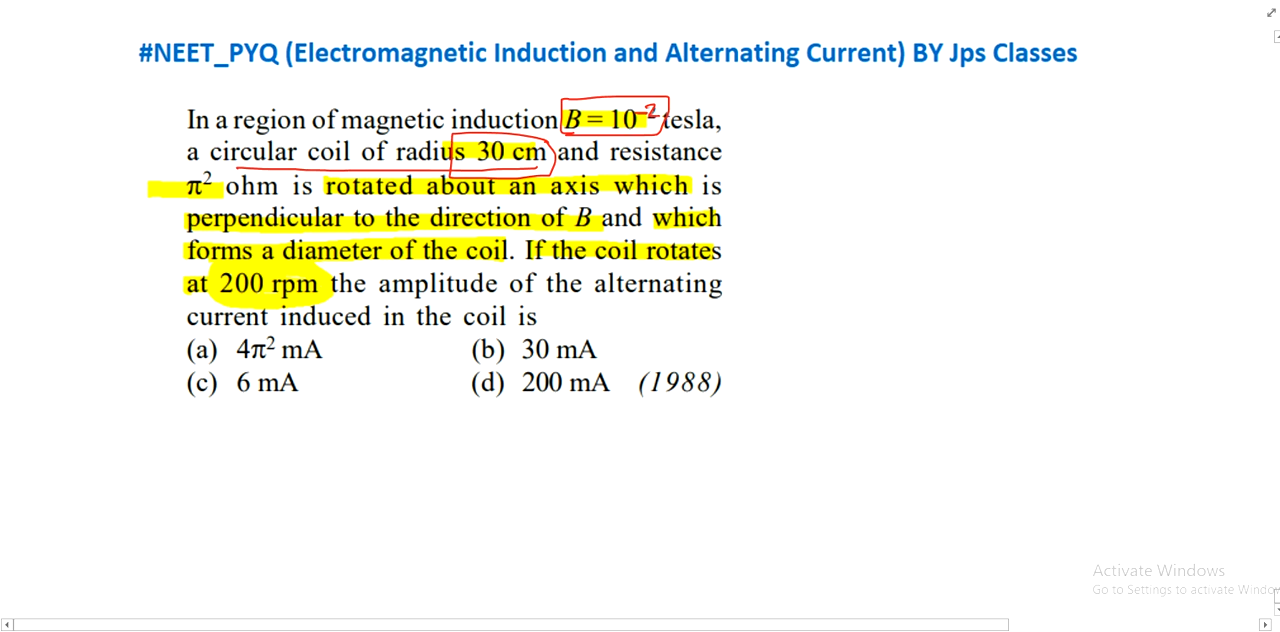 #NEET_PYQ (Electromagnetic Induction and Alternating Current) BY Jps Classes
In a region of magnetic induction B = 10⁻² tesla,
a circular coil of radius 30 cm and resistance
π² ohm is rotated about an axis which is
perpendicular to the direction of B and which
forms a diameter of the coil. If the coil rotates
at 200 rpm the amplitude of the alternating
current induced in the coil is
(a) 4π² mA (b) 30 mA
(c) 6 mA (d) 200 mA (1988)
Activate Windows
Go to Settings to activate Windo